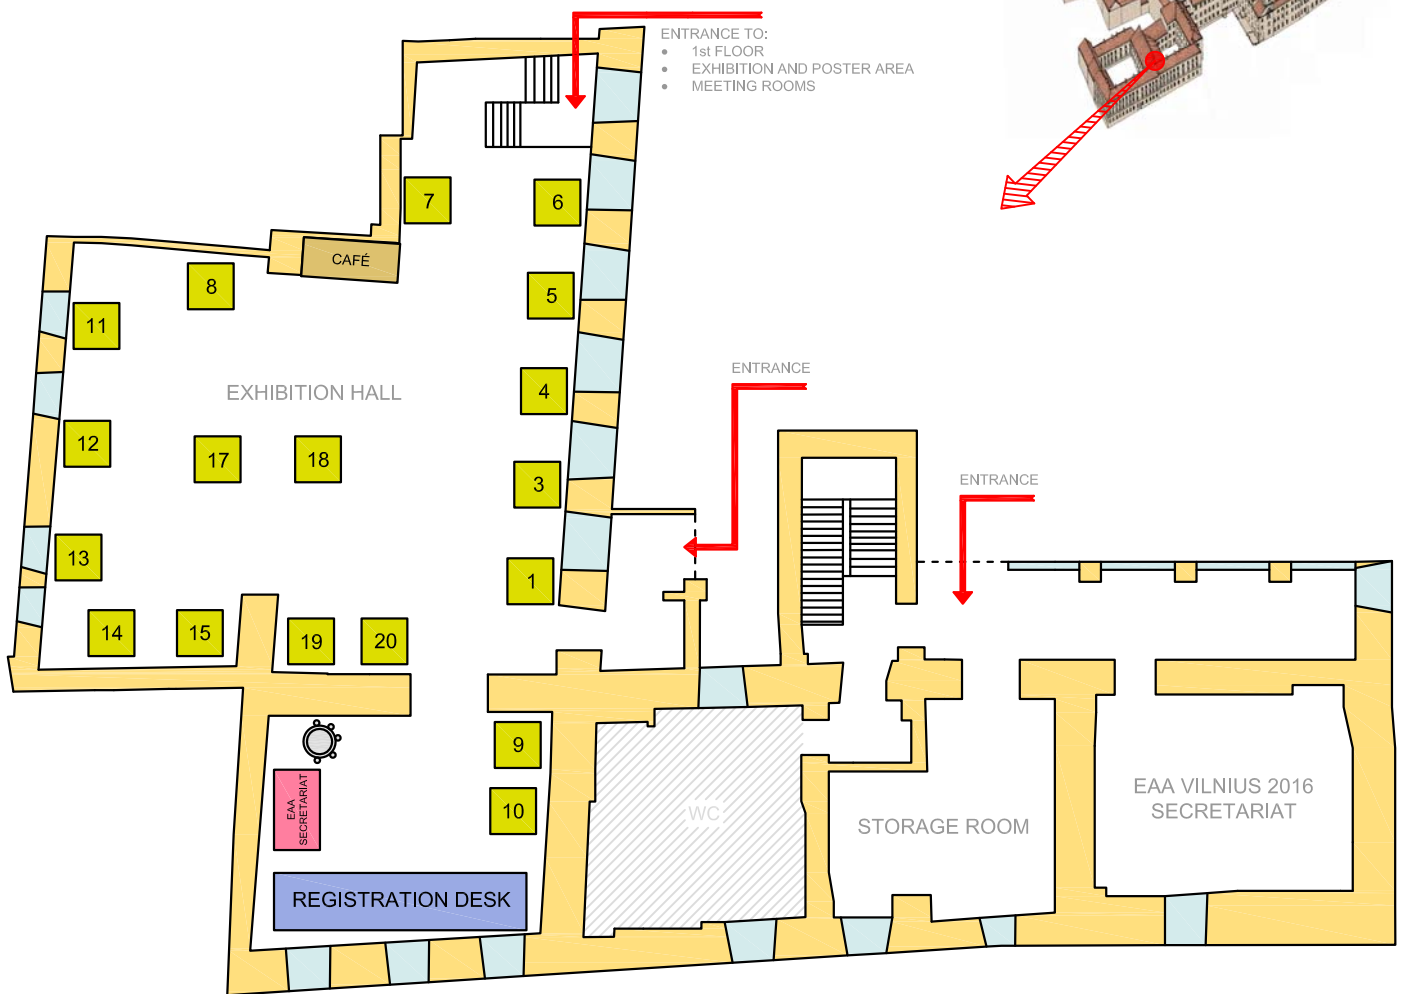 ENTRANCE TO:
• 1st FLOOR
• EXHIBITION AND POSTER AREA
• MEETING ROOMS
7
6
CAFÉ
8
5
11
ENTRANCE
4
EXHIBITION HALL
12
17
18
3
ENTRANCE
13
1
14
15
19
20
9
EAA
SECRETARIAT
10
WC
STORAGE ROOM
EAA VILNIUS 2016
SECRETARIAT
REGISTRATION DESK